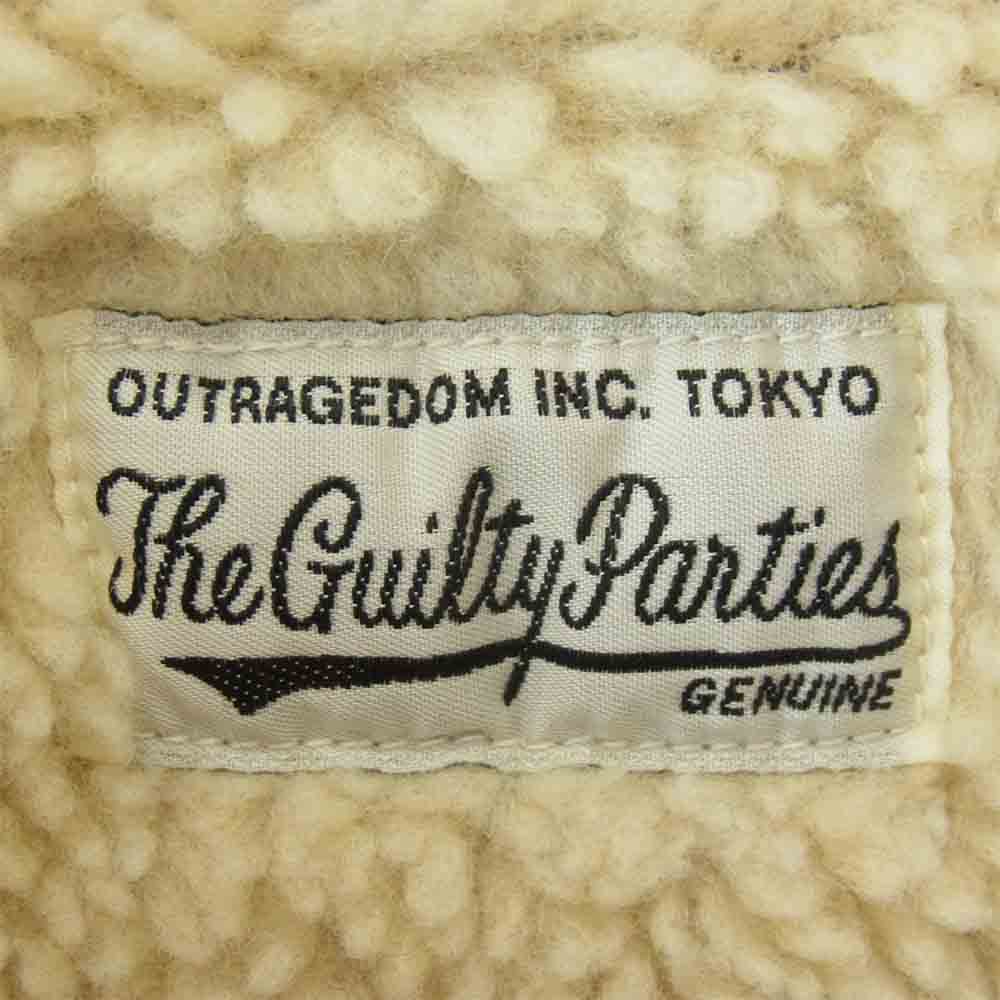 OUTRAGEDOM INC. TOKYO
The Guilty Parties
GENUINE